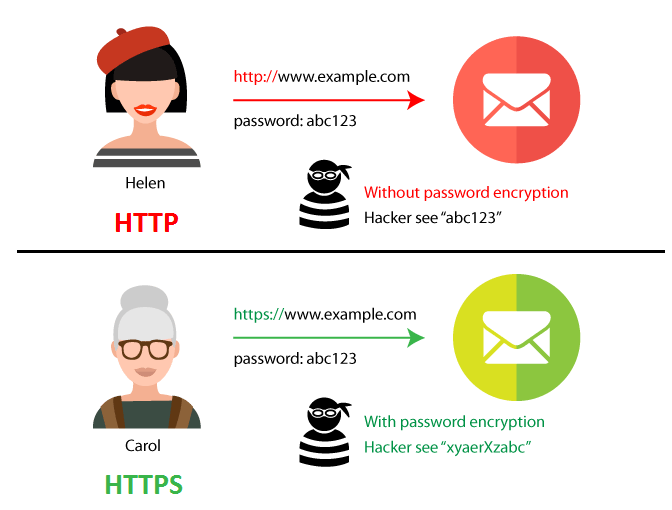 http://www.example.com
password: abc123
Helen
HTTP
Without password encryption
Hacker see “abc123”
https://www.example.com
password: abc123
Carol
HTTPS
With password encryption
Hacker see “xyaerXzabc”